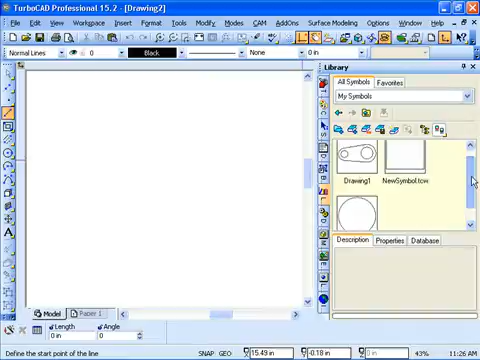 TurboCAD Professional 15.2 - [Drawing2]
File Edit View Workspace Insert Format Tools Modes CAM AddOns Surface Modeling Options Window Help
Normal Lines 0 Black None 0 in
Library
All Symbols Favorites
My Symbols
Drawing1 NewSymbol.tcw
Description Properties Database
Model Paper 1
Length Angle
0 in 0
Define the start point of the line SNAP GEO 15.49 in -0.18 in 0 in 43% 11:26 AM